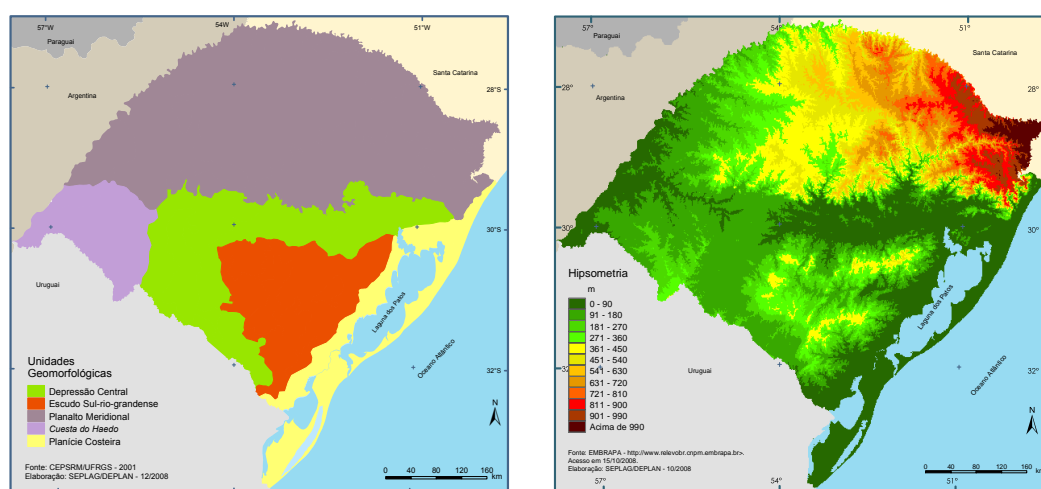 57°W
54°W
51°W
Paraguai
Santa Catarina
Argentina
28°S
30°S
Uruguai
Laguna dos Patos
Oceano Atlântico
32°S
Unidades
Geomorfológicas
Depressão Central
Escudo Sul-rio-grandense
Planalto Meridional
Cuesta do Haedo
Planície Costeira
N
Fonte: CEPSRM/UFRGS - 2001
Elaboração: SEPLAG/DEPLAN - 12/2008
0 40 80 120 160
km
57°
54°
51°
Paraguai
Santa Catarina
28°
28°
Argentina
30°
30°
Hipsometria
m
0 - 90
91 - 180
181 - 270
271 - 360
361 - 450
451 - 540
541 - 630
631 - 720
721 - 810
811 - 900
901 - 990
Acima de 990
Laguna dos Patos
Oceano Atlântico
32°
32°
Uruguai
N
Fonte: EMBRAPA - http://www.relevobr.cnpm.embrapa.br>.
Acesso em 15/10/2008.
Elaboração: SEPLAG/DEPLAN - 10/2008
0 40 80 120 160
km
57°
51°